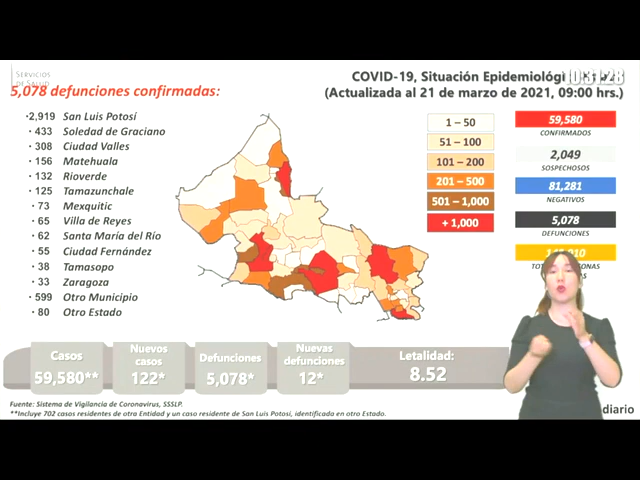 SERVICIOS
DE SALUD
COVID-19, Situación Epidemiológi
10:31:28
(Actualizada al 21 de marzo de 2021, 09:00 hrs.)
5,078 defunciones confirmadas:
·2,919 San Luis Potosí
· 433 Soledad de Graciano
· 308 Ciudad Valles
· 156 Matehuala
· 132 Rioverde
· 125 Tamazunchale
· 73 Mexquitic
· 65 Villa de Reyes
· 62 Santa María del Río
· 55 Ciudad Fernández
· 38 Tamasopo
· 33 Zaragoza
· 599 Otro Municipio
· 80 Otro Estado
1 – 50
51 – 100
101 – 200
201 – 500
501 – 1,000
+ 1,000
59,580
CONFIRMADOS
2,049
SOSPECHOSOS
81,281
NEGATIVOS
5,078
Casos
59,580**
Nuevos
casos
122*
Defunciones
5,078*
Nuevas
defunciones
12*
Letalidad:
8.52
Fuente: Sistema de Vigilancia de Coronavirus, SSSLP.
**Incluye 702 casos residentes de otra Entidad y un caso residente de San Luis Potosí, identificada en otro Estado.
diario